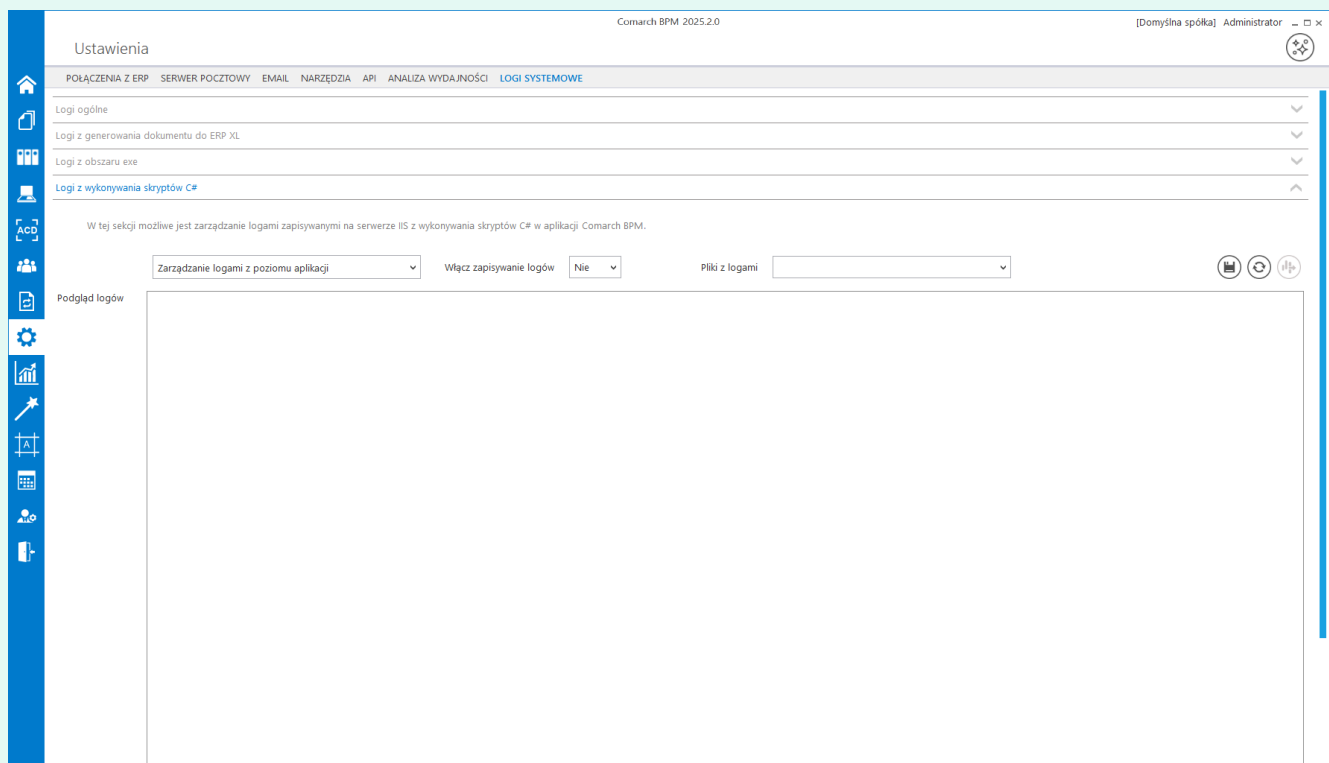 Comarch BPM 2025.2.0
[Domyślna spółka] Administrator
Ustawienia
POŁĄCZENIA Z ERP SERWER POCZTOWY EMAIL NARZĘDZIA API ANALIZA WYDAJNOŚCI LOGI SYSTEMOWE
Logi ogólne
Logi z generowania dokumentu do ERP XL
Logi z obszaru exe
Logi z wykonywania skryptów C#
W tej sekcji możliwe jest zarządzanie logami zapisywanymi na serwerze IIS z wykonywania skryptów C# w aplikacji Comarch BPM.
Zarządzanie logami z poziomu aplikacji Włącz zapisywanie logów Nie Pliki z logami
Podgląd logów
ACD
A